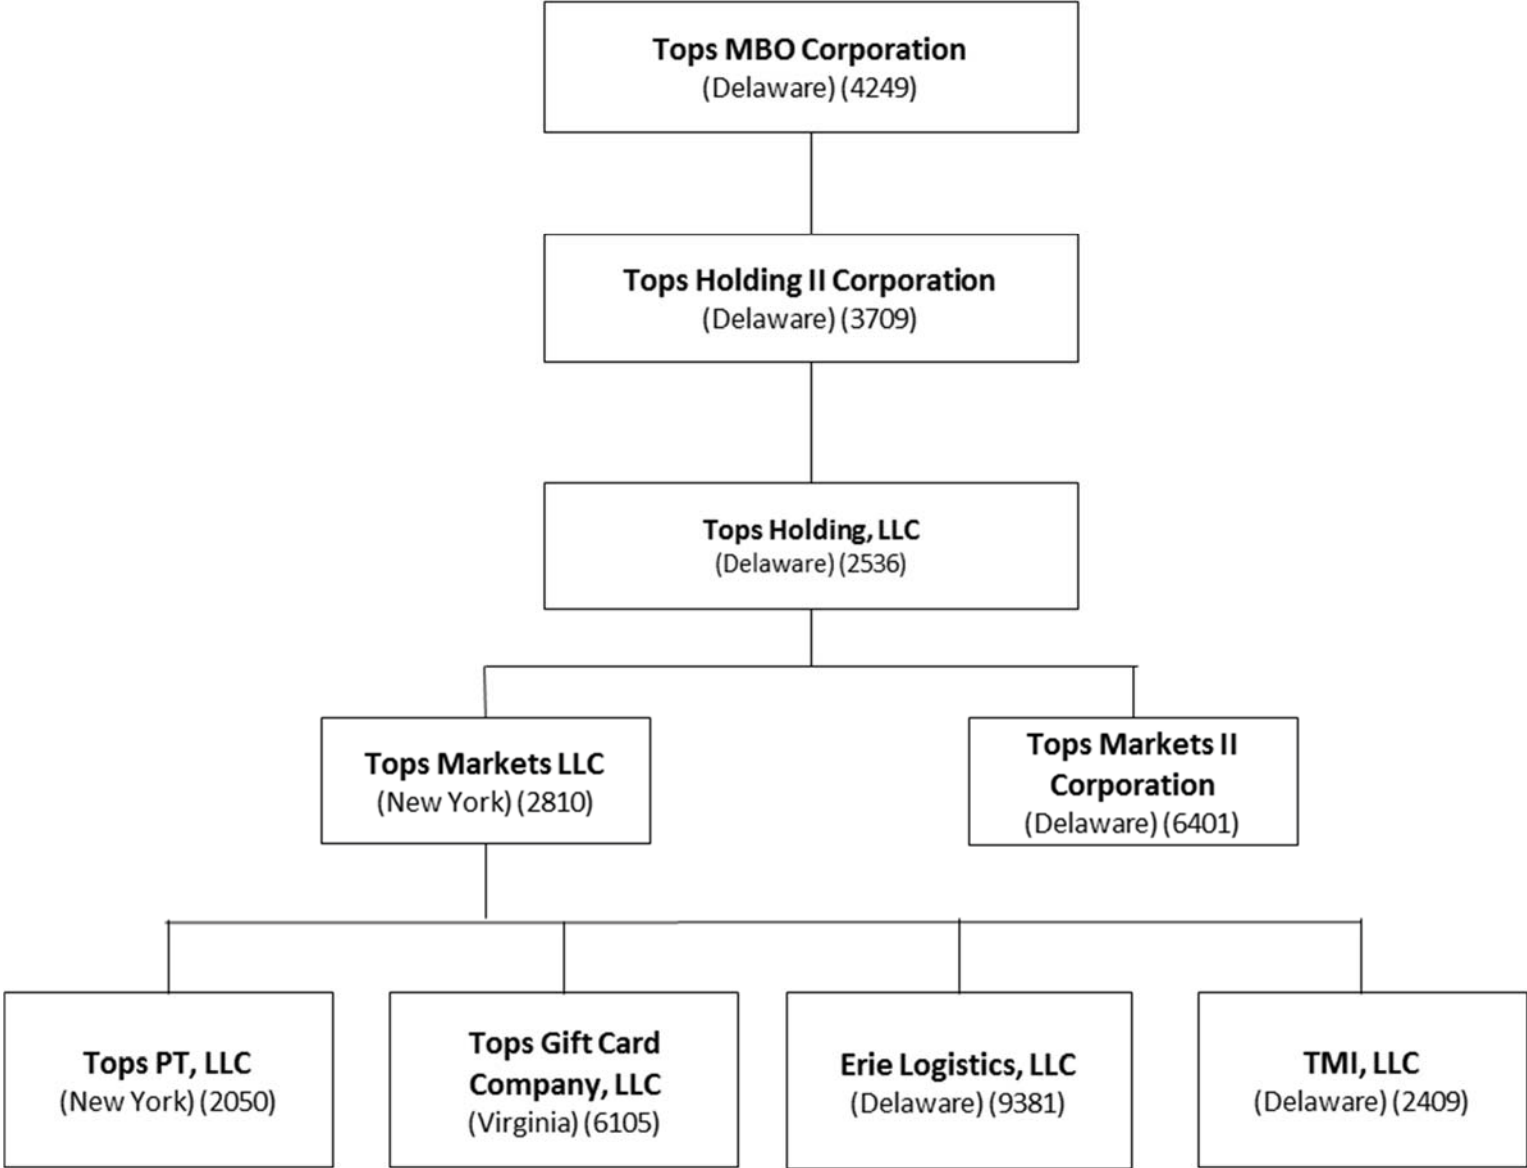 Tops MBO Corporation
(Delaware) (4249)
Tops Holding II Corporation
(Delaware) (3709)
Tops Holding, LLC
(Delaware) (2536)
Tops Markets LLC
(New York) (2810)
Tops Markets II
Corporation
(Delaware) (6401)
Tops PT, LLC
(New York) (2050)
Tops Gift Card
Company, LLC
(Virginia) (6105)
Erie Logistics, LLC
(Delaware) (9381)
TMI, LLC
(Delaware) (2409)